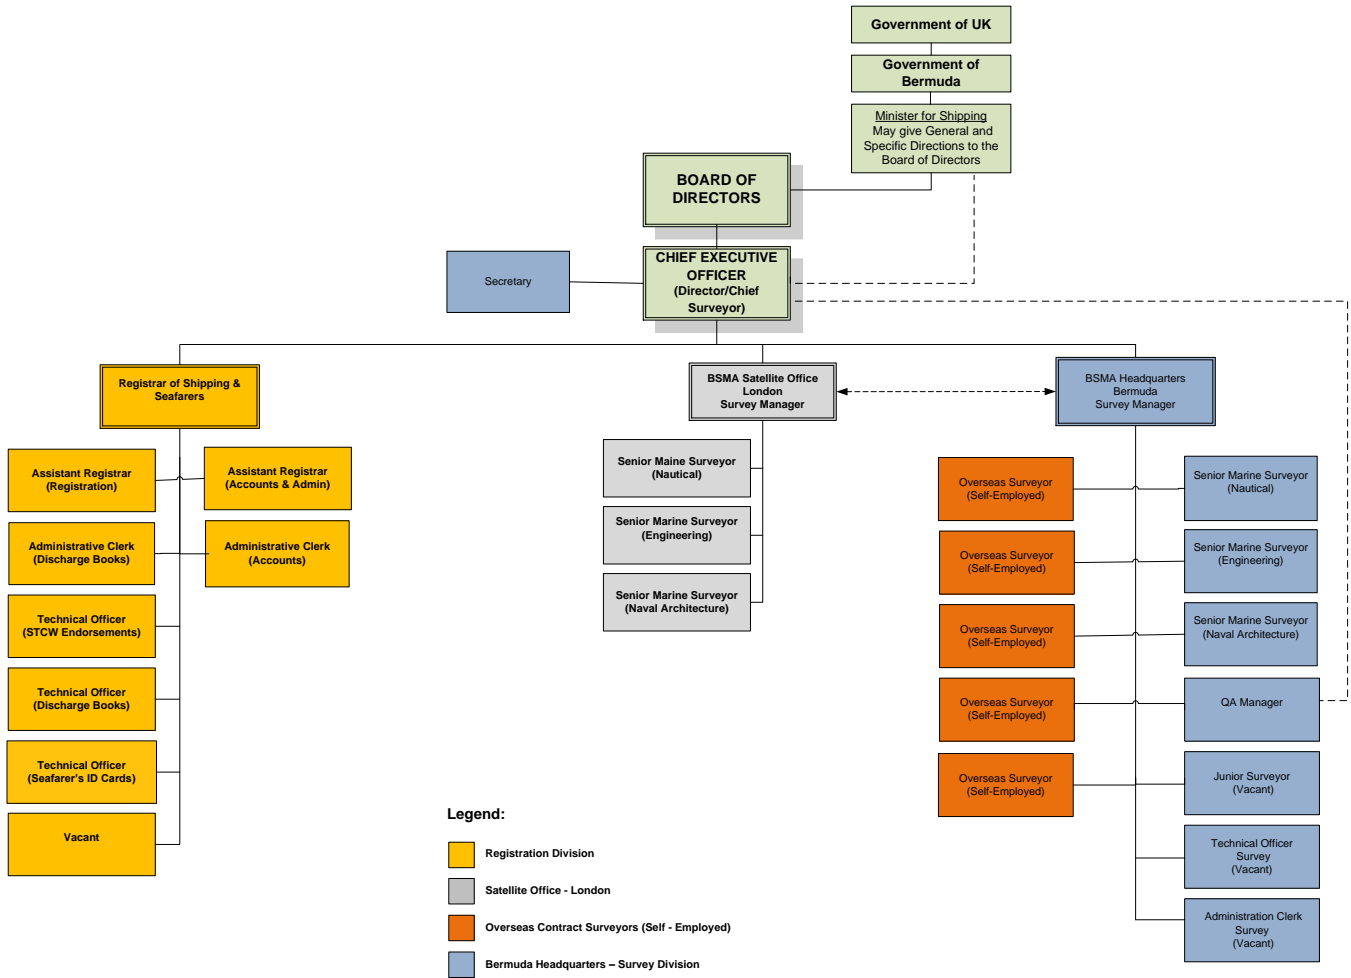 Government of UK
Government of
Bermuda
Minister for Shipping
May give General and
Specific Directions to the
Board of Directors
BOARD OF
DIRECTORS
CHIEF EXECUTIVE
OFFICER
(Director/Chief
Surveyor)
Secretary
Registrar of Shipping &
Seafarers
BSMA Satellite Office
London
Survey Manager
BSMA Headquarters
Bermuda
Survey Manager
Assistant Registrar
(Registration)
Assistant Registrar
(Accounts & Admin)
Administrative Clerk
(Discharge Books)
Administrative Clerk
(Accounts)
Technical Officer
(STCW Endorsements)
Technical Officer
(Discharge Books)
Technical Officer
(Seafarer's ID Cards)
Vacant
Senior Maine Surveyor
(Nautical)
Senior Marine Surveyor
(Engineering)
Senior Marine Surveyor
(Naval Architecture)
Overseas Surveyor
(Self-Employed)
Overseas Surveyor
(Self-Employed)
Overseas Surveyor
(Self-Employed)
Overseas Surveyor
(Self-Employed)
Overseas Surveyor
(Self-Employed)
Senior Marine Surveyor
(Nautical)
Senior Marine Surveyor
(Engineering)
Senior Marine Surveyor
(Naval Architecture)
QA Manager
Junior Surveyor
(Vacant)
Technical Officer
Survey
(Vacant)
Administration Clerk
Survey
(Vacant)
Legend:
Registration Division
Satellite Office - London
Overseas Contract Surveyors (Self - Employed)
Bermuda Headquarters – Survey Division